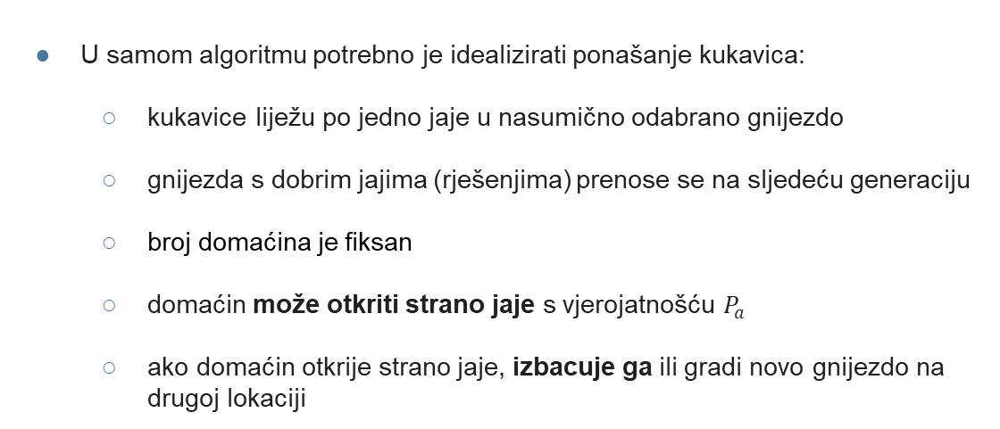 ● U samom algoritmu potrebno je idealizirati ponašanje kukavica:
○ kukavice liježu po jedno jaje u nasumično odabrano gnijezdo
○ gnijezda s dobrim jajima (rješenjima) prenose se na sljedeću generaciju
○ broj domaćina je fiksan
○ domaćin može otkriti strano jaje s vjerojatnošću Pₐ
○ ako domaćin otkrije strano jaje, izbacuje ga ili gradi novo gnijezdo na
drugoj lokaciji